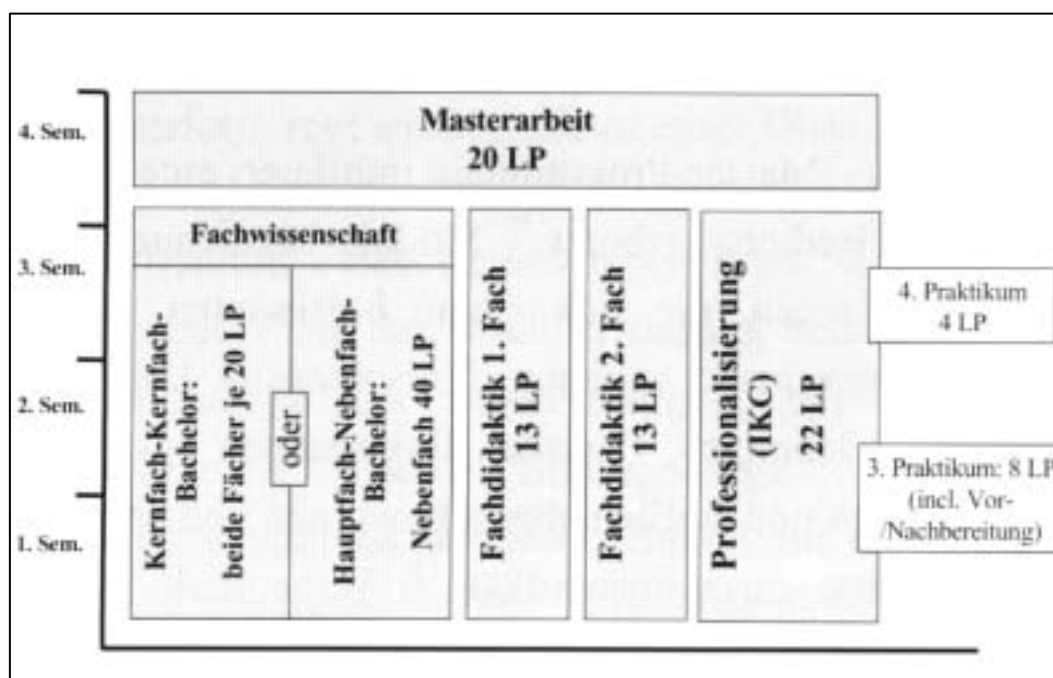 4. Sem.
Masterarbeit
20 LP
Fachwissenschaft
3. Sem.
2. Sem.
1. Sem.
Kernfach-Kernfach-
Bachelor:
beide Fächer je 20 LP
oder
Hauptfach-Nebenfach-
Bachelor:
Nebenfach 40 LP
Fachdidaktik 1. Fach
13 LP
Fachdidaktik 2. Fach
13 LP
Professionalisierung
(IKC)
22 LP
4. Praktikum
4 LP
3. Praktikum: 8 LP
(incl. Vor-
/Nachbereitung)